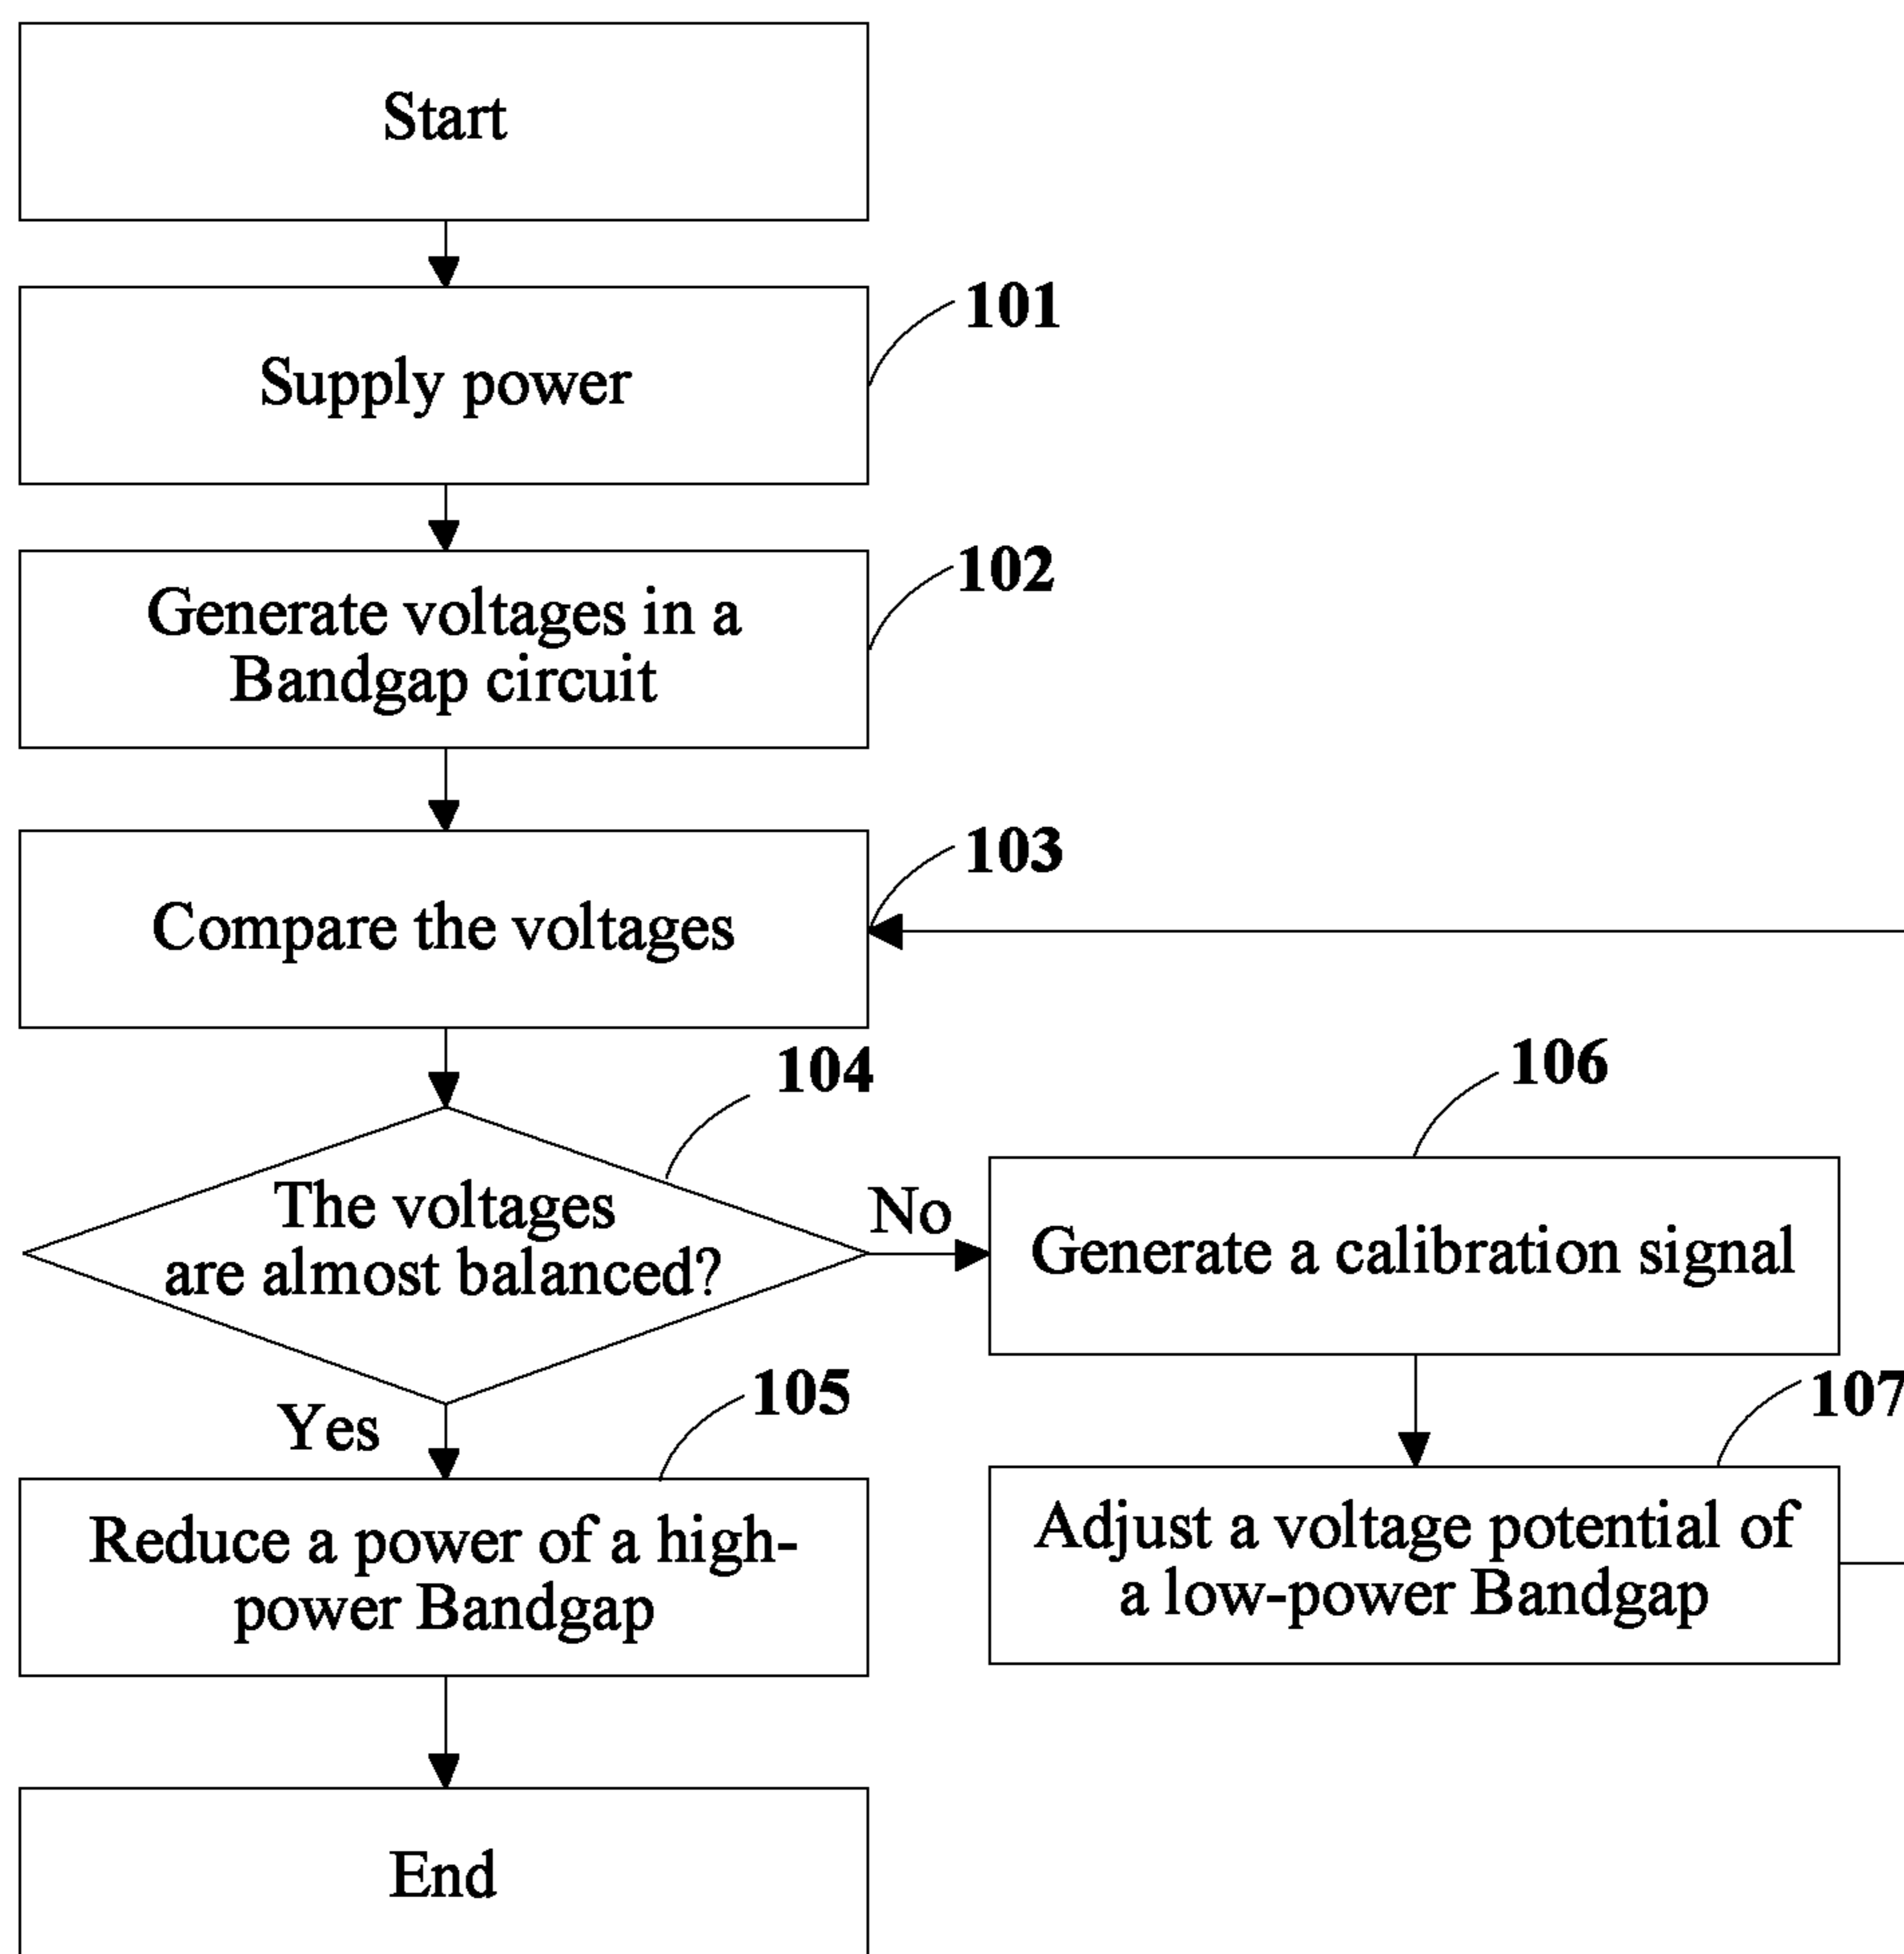 Start
101
Supply power
102
Generate voltages in a
Bandgap circuit
103
Compare the voltages
104
The voltages
are almost balanced?
No
106
Generate a calibration signal
Yes
105
Reduce a power of a high-
power Bandgap
107
Adjust a voltage potential of
a low-power Bandgap
End